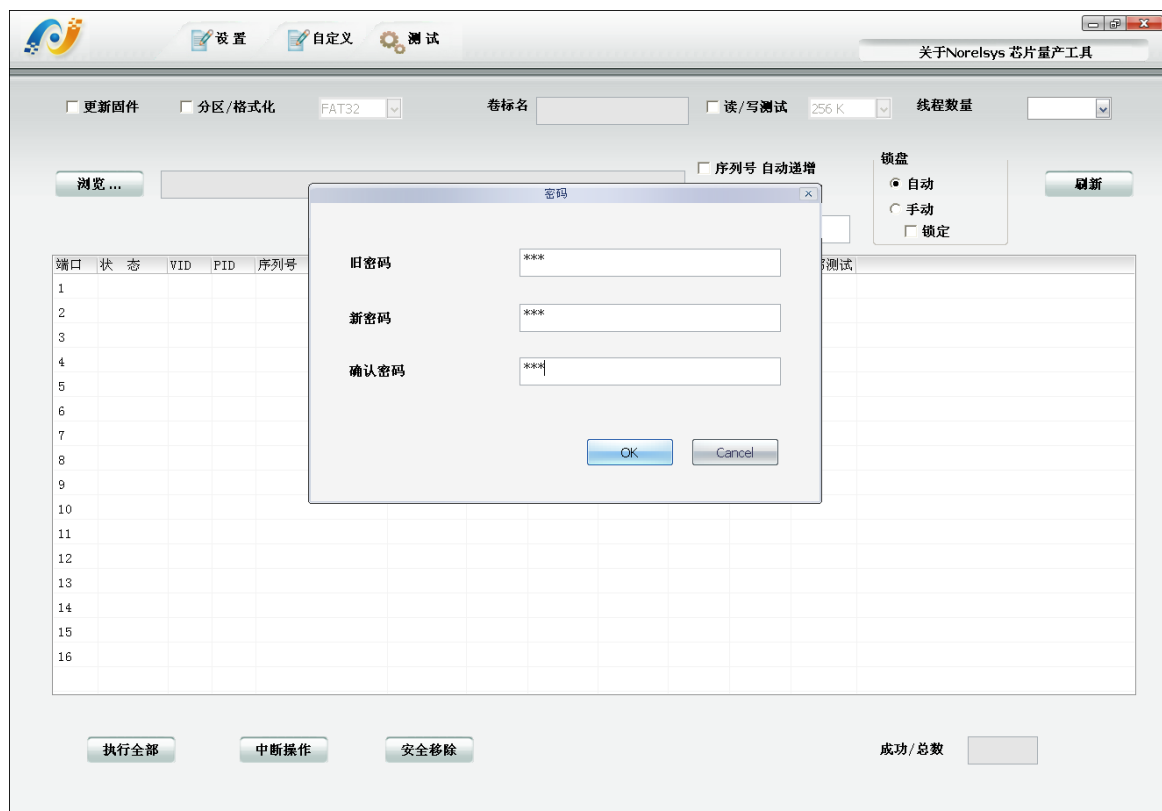 设 置 自定义 测 试
关于Norelsys 芯片量产工具
更新固件 分区/格式化 FAT32 卷标名 读/写测试 256 K 线程数量
序列号 自动递增 锁盘
浏览 ... 自动 刷新
密码
手动
锁定
端口 状 态 VID PID 序列号 测试
旧密码 ***
1
2
新密码 ***
3
4
确认密码 ***
5
6
7
8
OK Cancel
9
10
11
12
13
14
15
16
执行全部 中断操作 安全移除 成功/总数